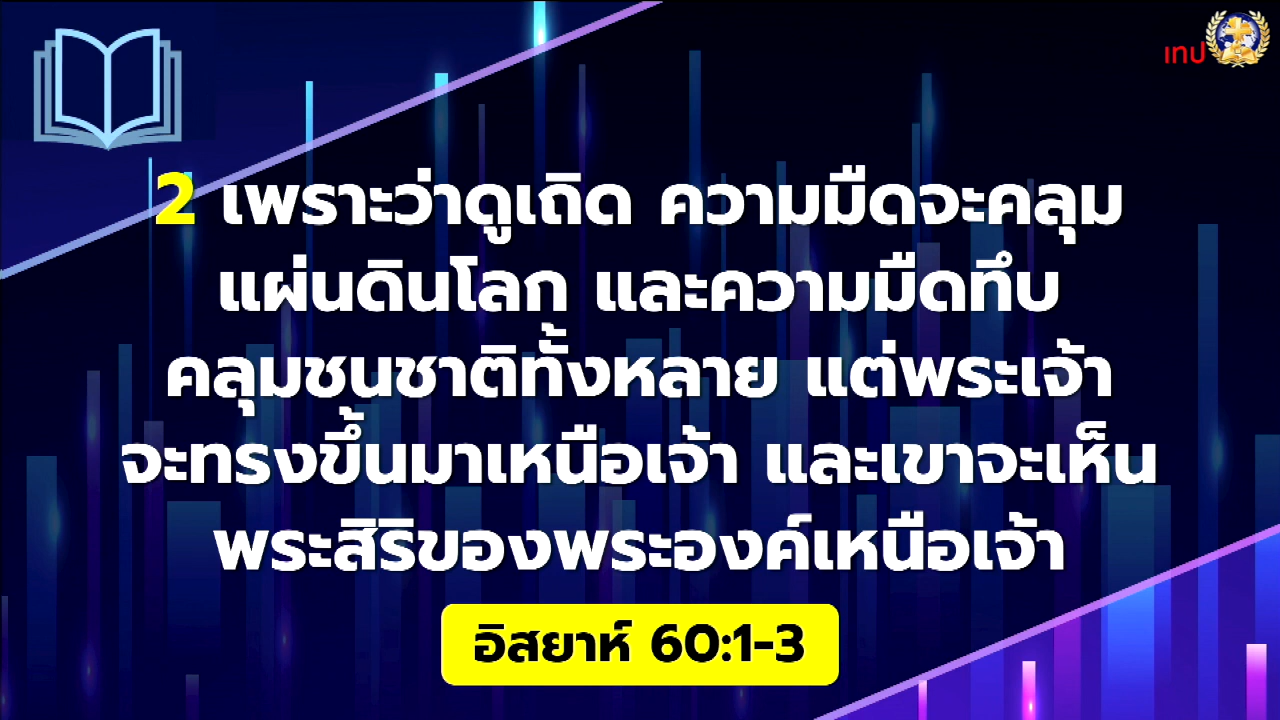 เทป
2 เพราะว่าดูเถิด ความมืดจะคลุม
แผ่นดินโลก และความมืดทึบ
คลุมชนชาติทั้งหลาย แต่พระเจ้า
จะทรงขึ้นมาเหนือเจ้า และเขาจะเห็น
พระสิริของพระองค์เหนือเจ้า
อิสยาห์ 60:1-3